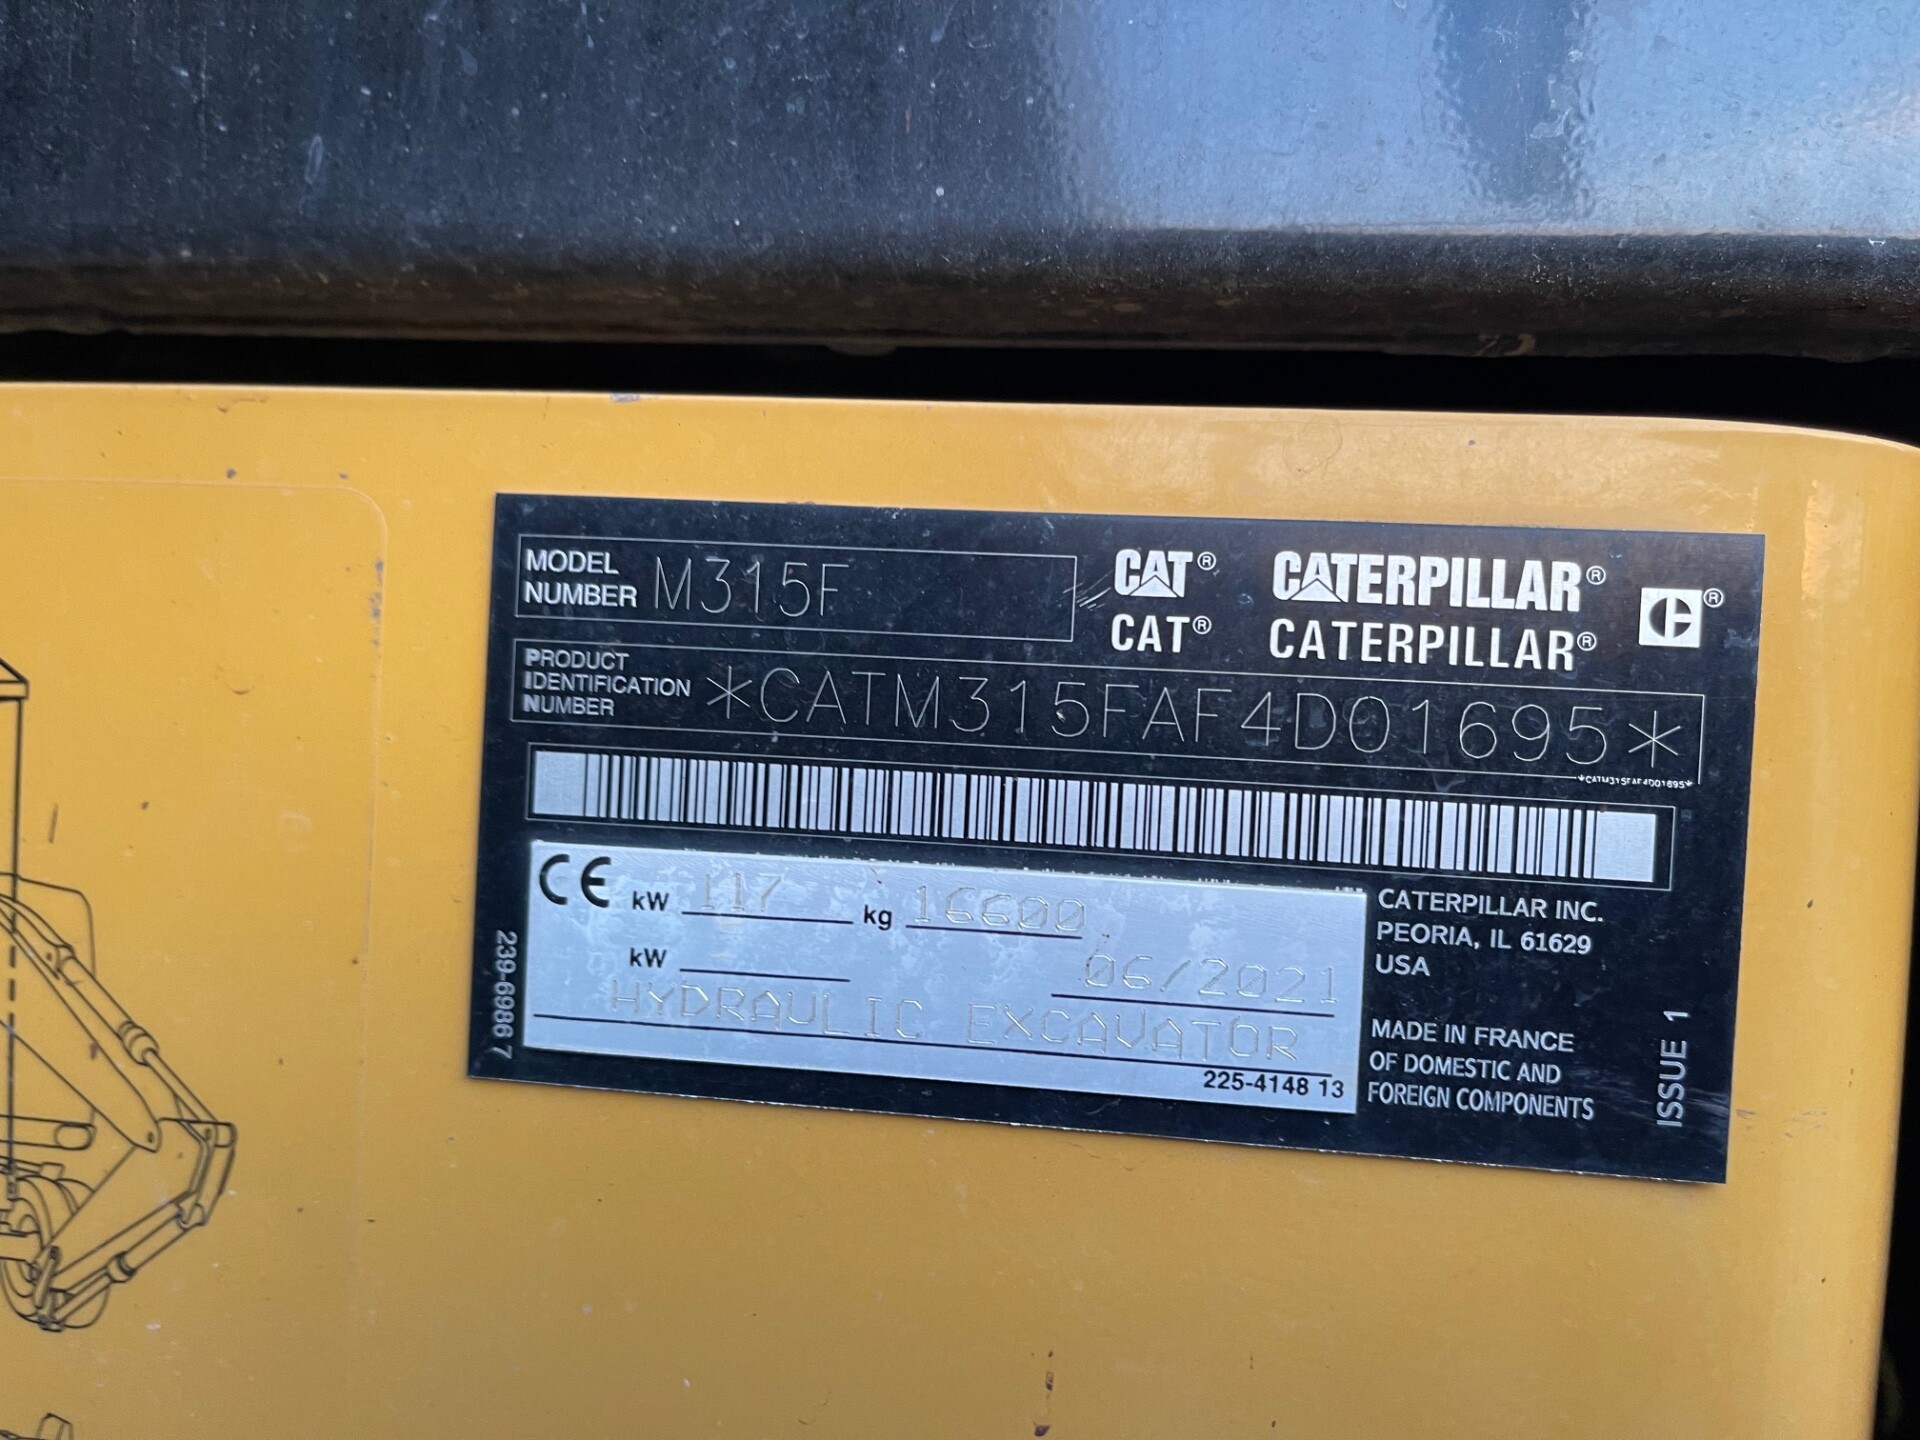 MODEL NUMBER M315F
CAT® CATERPILLAR® ®
CAT® CATERPILLAR®
PRODUCT IDENTIFICATION NUMBER *CATM315FAF4D01695*
*CATM315FAF4D01695*
CE kW 117 kg 16600
kW 06/2021
HYDRAULIC EXCAVATOR
225-4148 13
239-6986 7
CATERPILLAR INC.
PEORIA, IL 61629
USA
MADE IN FRANCE
OF DOMESTIC AND
FOREIGN COMPONENTS
ISSUE 1